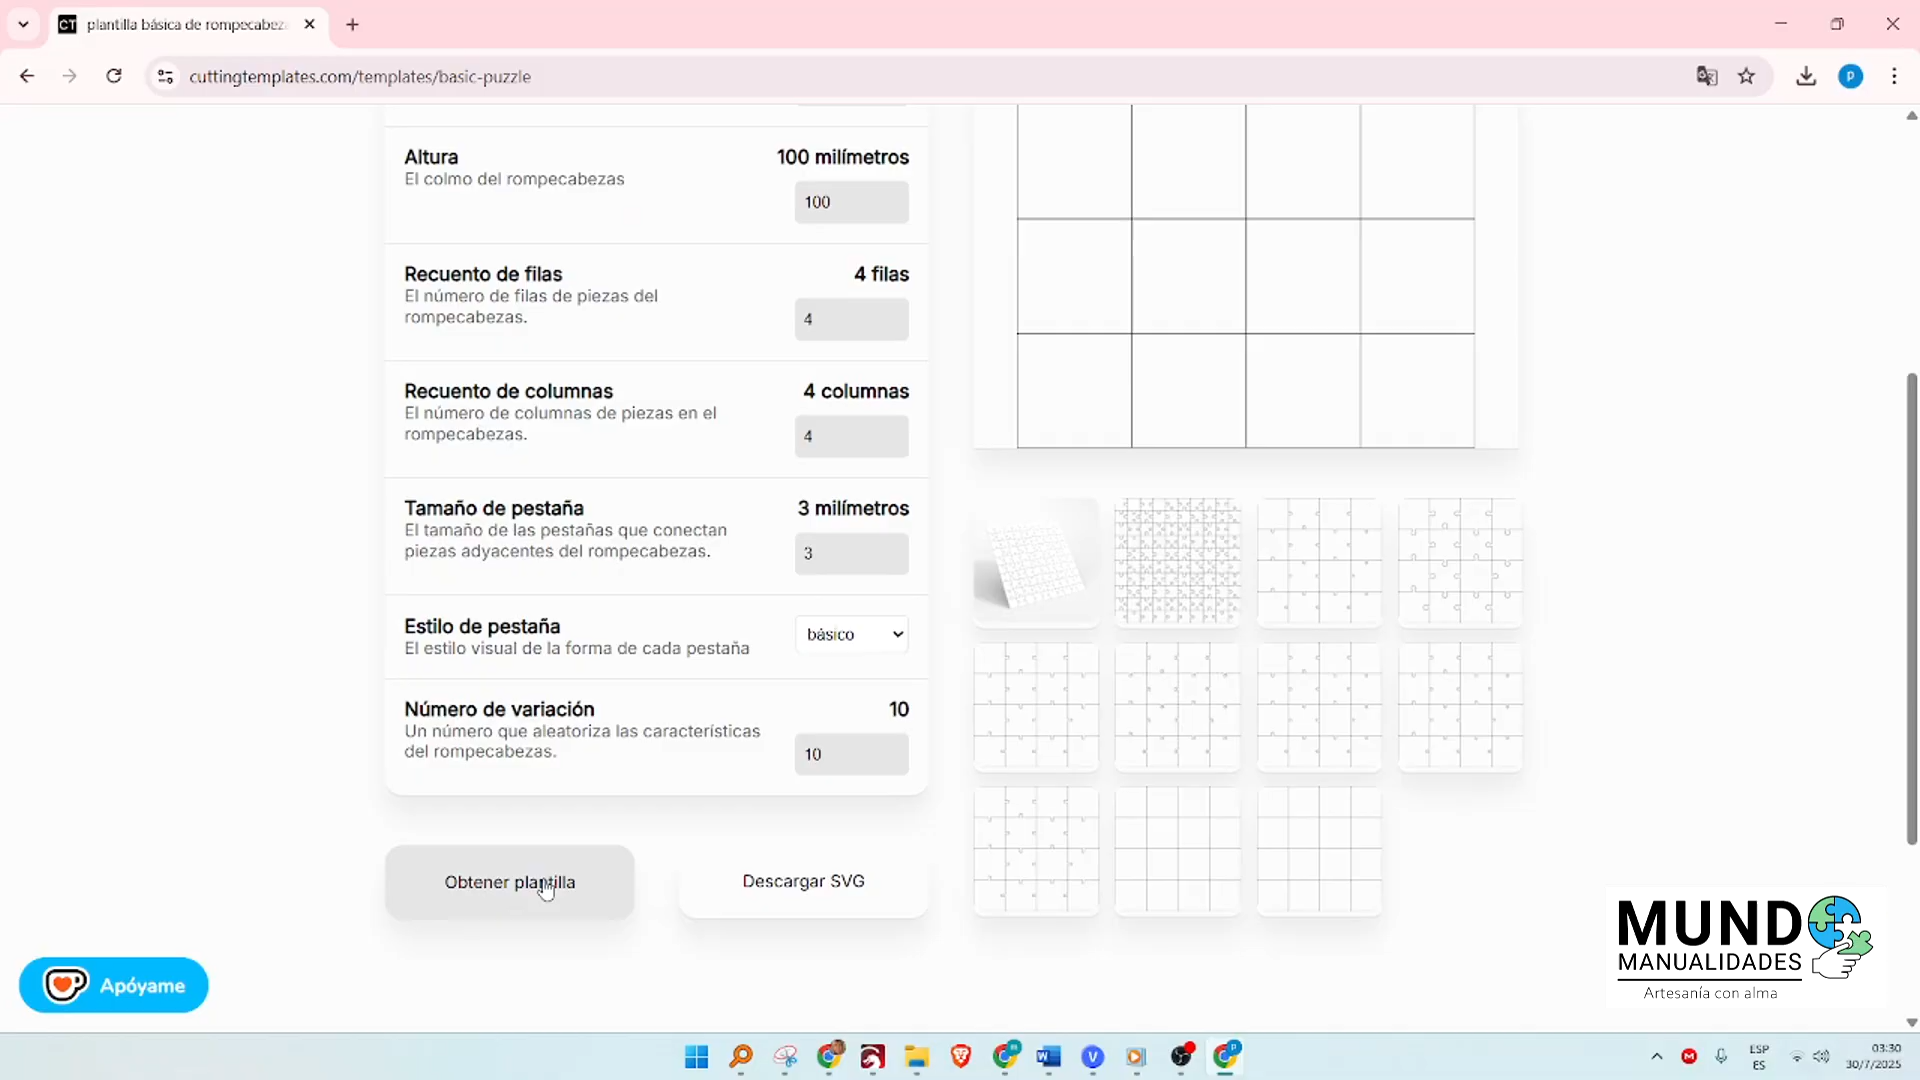 CT plantilla básica de rompecabeza
cuttingtemplates.com/templates/basic-puzzle
P
Altura
100 milímetros
El colmo del rompecabezas
100
Recuento de filas
4 filas
El número de filas de piezas del
rompecabezas.
4
Recuento de columnas
4 columnas
El número de columnas de piezas en el
rompecabezas.
4
Tamaño de pestaña
3 milímetros
El tamaño de las pestañas que conectan
piezas adyacentes del rompecabezas.
3
Estilo de pestaña
básico
El estilo visual de la forma de cada pestaña
Número de variación
10
Un número que aleatoriza las características
del rompecabezas.
10
Obtener plantilla
Descargar SVG
Apóyame
MUNDO
MANUALIDADES
Artesanía con alma
ESP
ES
03:30
30/7/2025